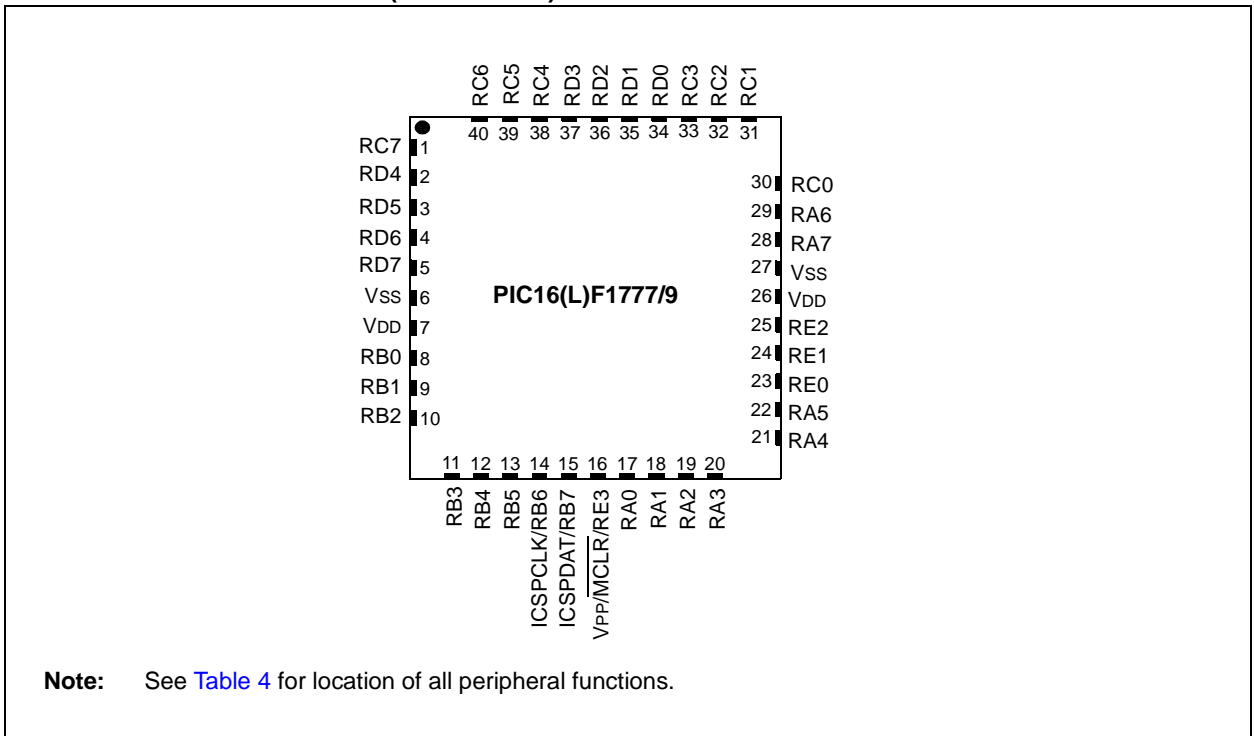 RC6
RC5
RC4
RD3
RD2
RD1
RD0
RC3
RC2
RC1
40 39 38 37 36 35 34 33 32 31
RC7 1
RD4 2
RD5 3
RD6 4
RD7 5
VSS 6
VDD 7
RB0 8
RB1 9
RB2 10
PIC16(L)F1777/9
30 RC0
29 RA6
28 RA7
27 VSS
26 VDD
25 RE2
24 RE1
23 RE0
22 RA5
21 RA4
11 12 13 14 15 16 17 18 19 20
RB3
RB4
RB5
ICSPCLK/RB6
ICSPDAT/RB7
VPP/MCLR/RE3
RA0
RA1
RA2
RA3
Note: See Table 4 for location of all peripheral functions.